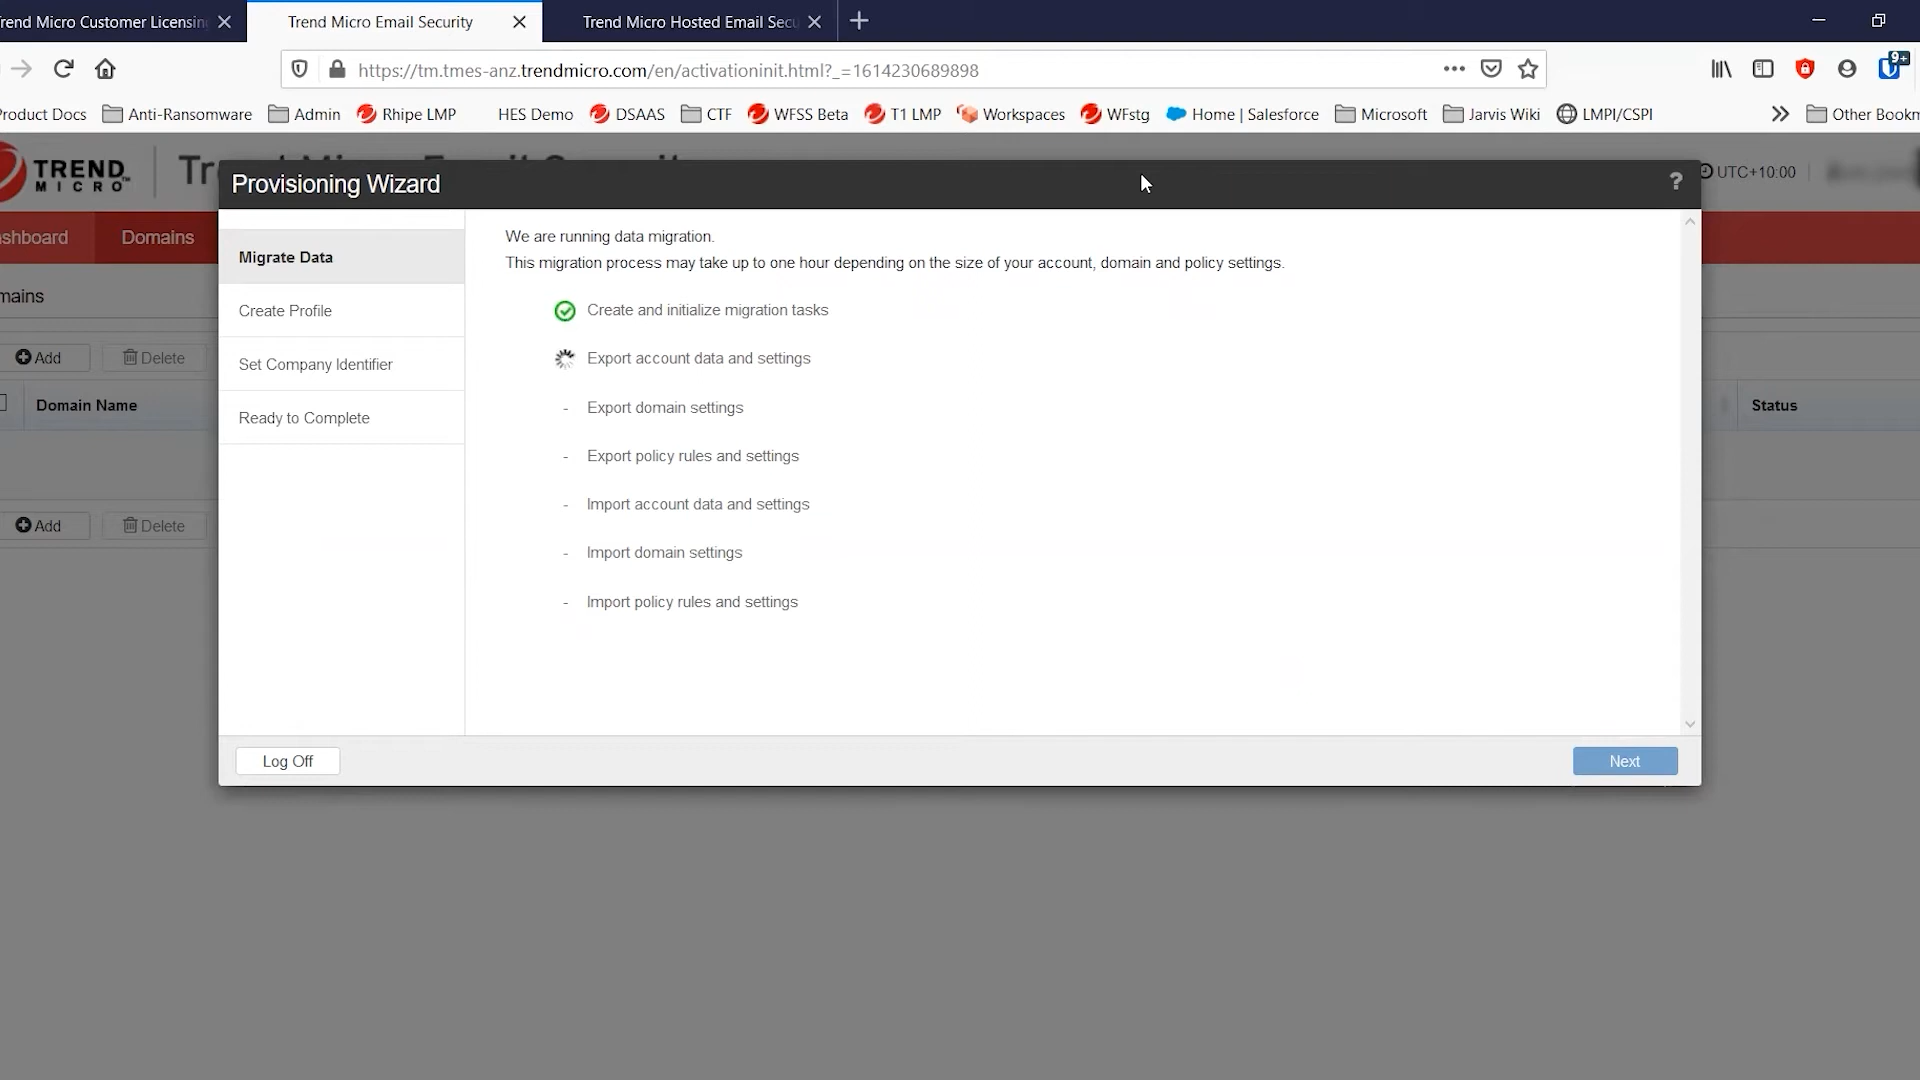 rend Micro Customer Licensing
Trend Micro Email Security
Trend Micro Hosted Email Secu
https://tm.tmes-anz.trendmicro.com/en/activationinit.html?_=1614230689898
9+
Product Docs
Anti-Ransomware
Admin
Rhipe LMP
HES Demo
DSAAS
CTF
WFSS Beta
T1 LMP
Workspaces
WFstg
Home | Salesforce
Microsoft
Jarvis Wiki
LMPI/CSPI
Other Bookm
TREND
MICRO™
UTC+10:00
Provisioning Wizard
?
shboard
Domains
mains
Add
Delete
Domain Name
Status
Add
Delete
Migrate Data
Create Profile
Set Company Identifier
Ready to Complete
We are running data migration.
This migration process may take up to one hour depending on the size of your account, domain and policy settings.
Create and initialize migration tasks
Export account data and settings
- Export domain settings
- Export policy rules and settings
- Import account data and settings
- Import domain settings
- Import policy rules and settings
Log Off
Next